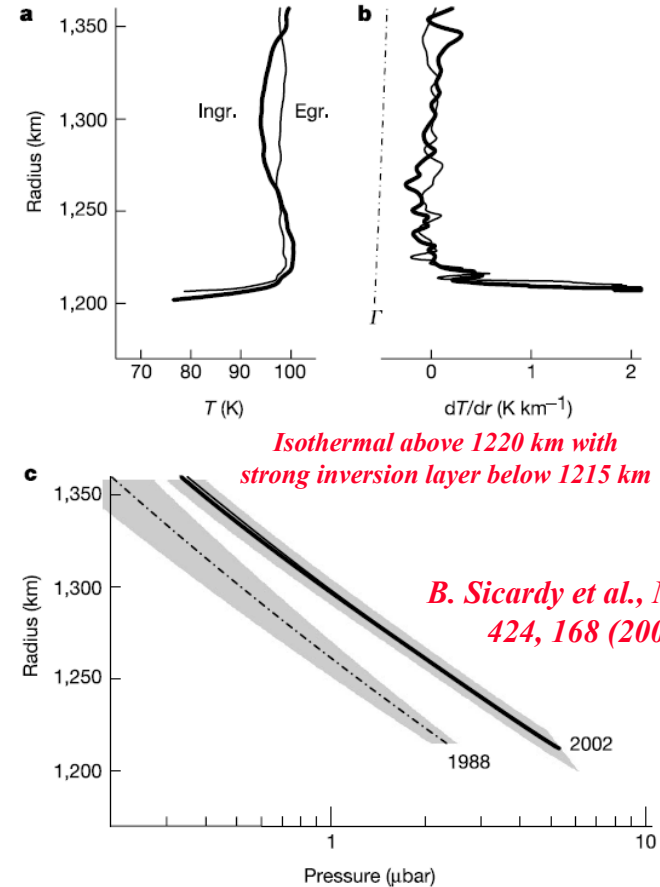 a
b
1,350
1,300
1,250
1,200
Radius (km)
Ingr.
Egr.
Γ
70 80 90 100
0 1 2
T (K)
dT/dr (K km−1)
Isothermal above 1220 km with
strong inversion layer below 1215 km
c
1,350
1,300
1,250
1,200
Radius (km)
B. Sicardy et al., N
424, 168 (200
2002
1988
1 10
Pressure (μbar)